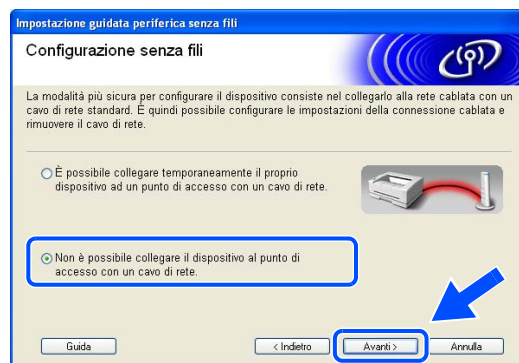 Impostazione guidata periferica senza fili
Configurazione senza fili
La modalità più sicura per configurare il dispositivo consiste nel collegarlo alla rete cablata con un
cavo di rete standard. È quindi possibile configurare le impostazioni della connessione cablata e
rimuovere il cavo di rete.
È possibile collegare temporaneamente il proprio
dispositivo ad un punto di accesso con un cavo di rete.
Non è possibile collegare il dispositivo al punto di
accesso con un cavo di rete.
Guida
< Indietro
Avanti >
Annulla